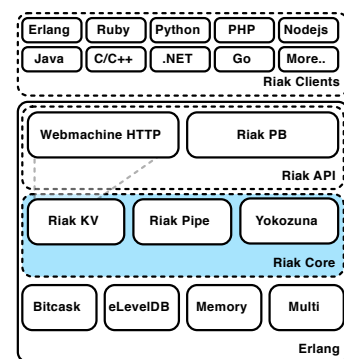 Erlang Ruby Python PHP Nodejs
Java C/C++ .NET Go More..
Riak Clients
Webmachine HTTP Riak PB
Riak API
Riak KV Riak Pipe Yokozuna
Riak Core
Bitcask eLevelDB Memory Multi
Erlang